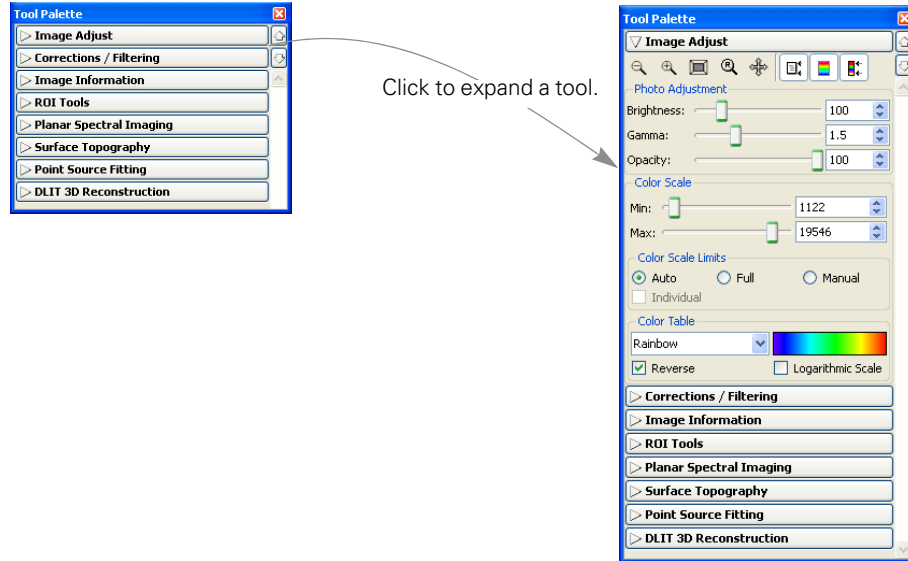 Tool Palette
Image Adjust
Corrections / Filtering
Image Information
ROI Tools
Planar Spectral Imaging
Surface Topography
Point Source Fitting
DLIT 3D Reconstruction
Click to expand a tool.
Tool Palette
Image Adjust
R
Photo Adjustment
Brightness: 100
Gamma: 1.5
Opacity: 100
Color Scale
Min: 1122
Max: 19546
Color Scale Limits
Auto Full Manual
Individual
Color Table
Rainbow
Reverse Logarithmic Scale
Corrections / Filtering
Image Information
ROI Tools
Planar Spectral Imaging
Surface Topography
Point Source Fitting
DLIT 3D Reconstruction